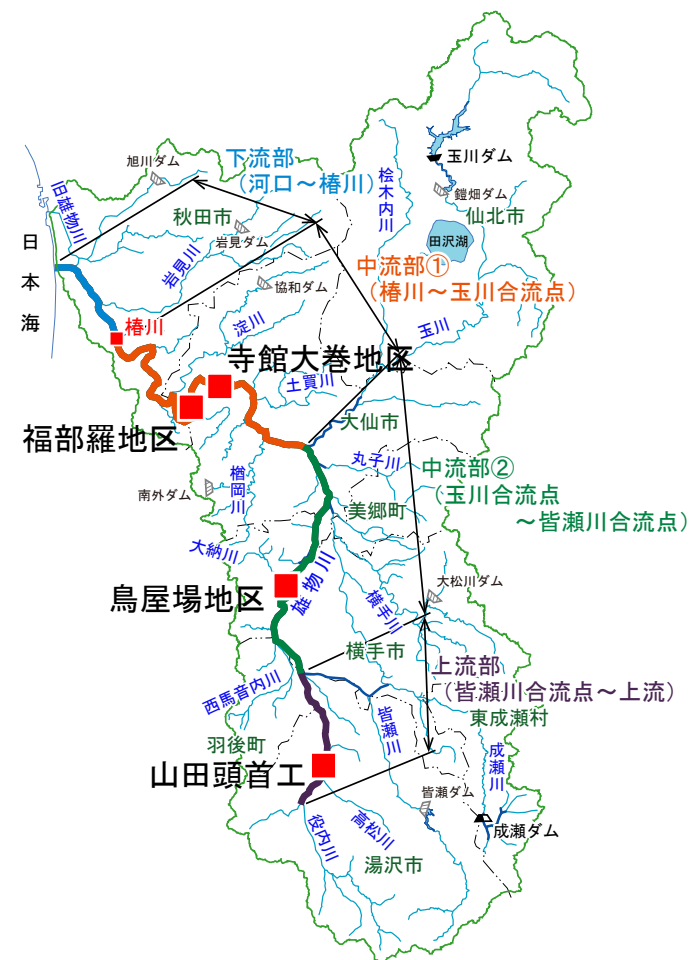 旭川ダム
下流部
（河口～椿川）
玉川ダム
桧木内川
鎧畑ダム
仙北市
旧雄物川
秋田市
岩見ダム
田沢湖
日本海
岩見川
協和ダム
中流部①
（椿川～玉川合流点）
椿川
淀川
玉川
寺館大巻地区
土買川
大仙市
福部羅地区
丸子川
中流部②
（玉川合流点
～皆瀬川合流点）
楢岡川
南外ダム
美郷町
大納川
雄物川
大松川ダム
鳥屋場地区
横手川
横手市
上流部
（皆瀬川合流点～上流）
西馬音内川
東成瀬村
皆瀬川
羽後町
成瀬川
山田頭首工
皆瀬ダム
成瀬ダム
役内川
高松川
湯沢市